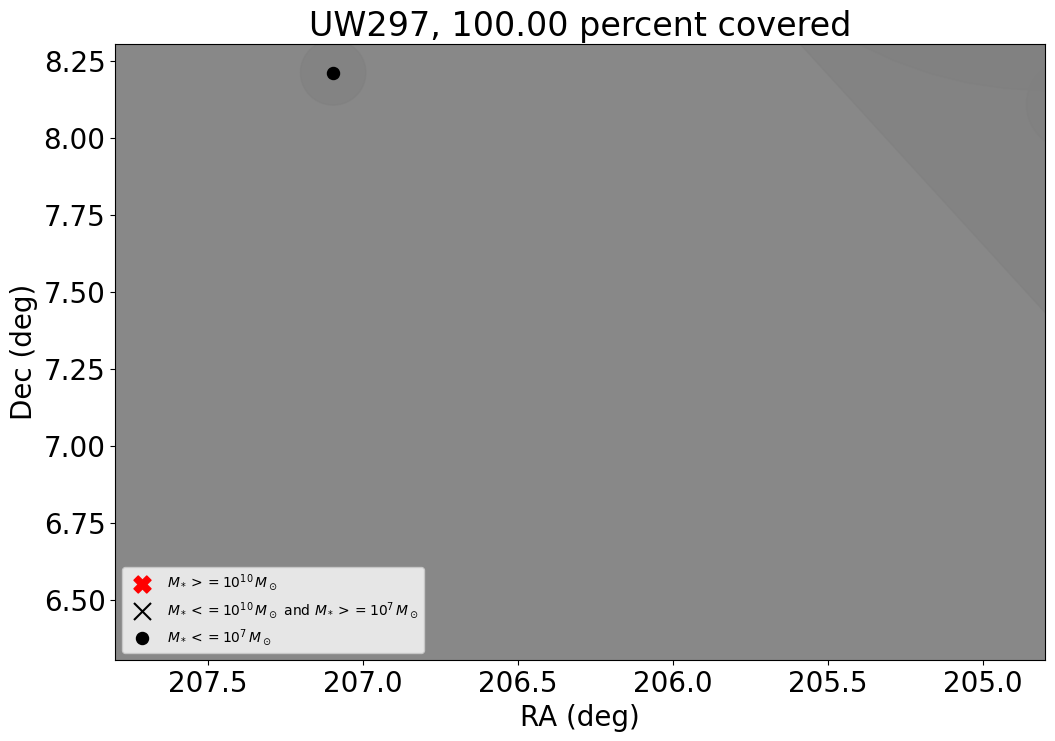 UW297, 100.00 percent covered
8.25
8.00
7.75
7.50
7.25
7.00
6.75
6.50
Dec (deg)
M* >= 10^10 M⊙
M* <= 10^10 M⊙ and M* >= 10^7 M⊙
M* <= 10^7 M⊙
207.5 207.0 206.5 206.0 205.5 205.0
RA (deg)